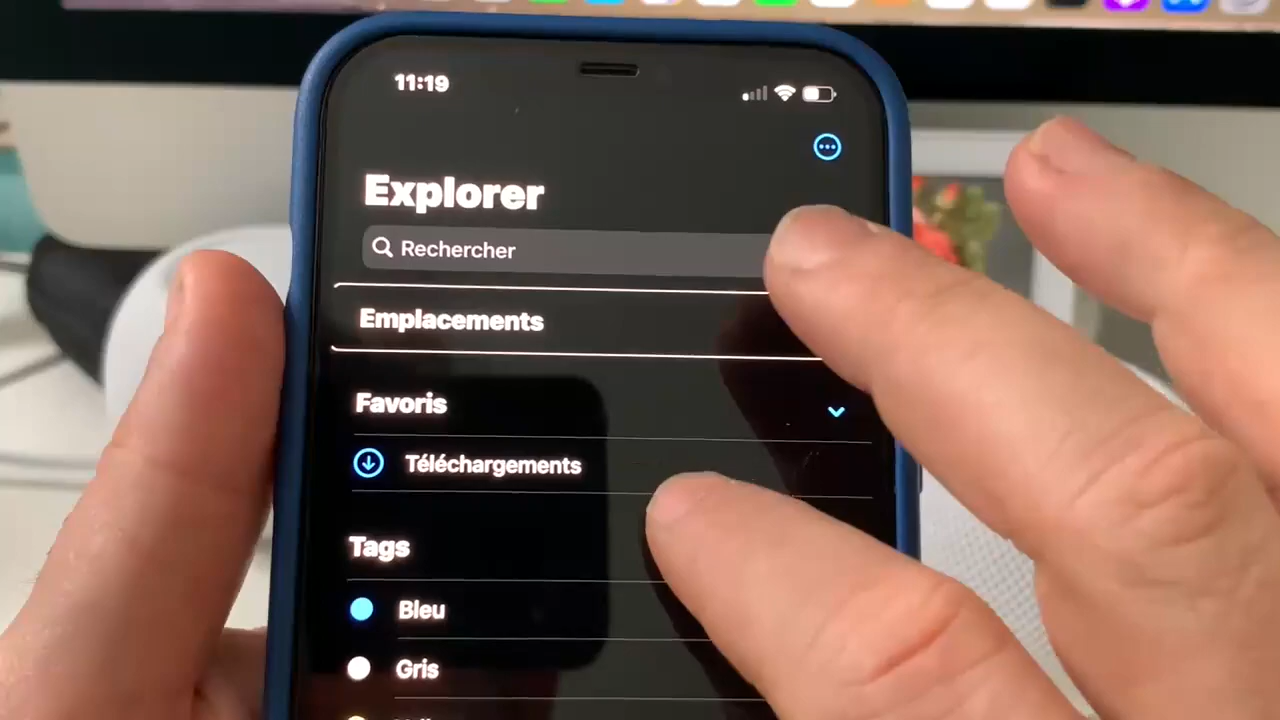 11:19
Explorer
Rechercher
Emplacements
Favoris
Téléchargements
Tags
Bleu
Gris